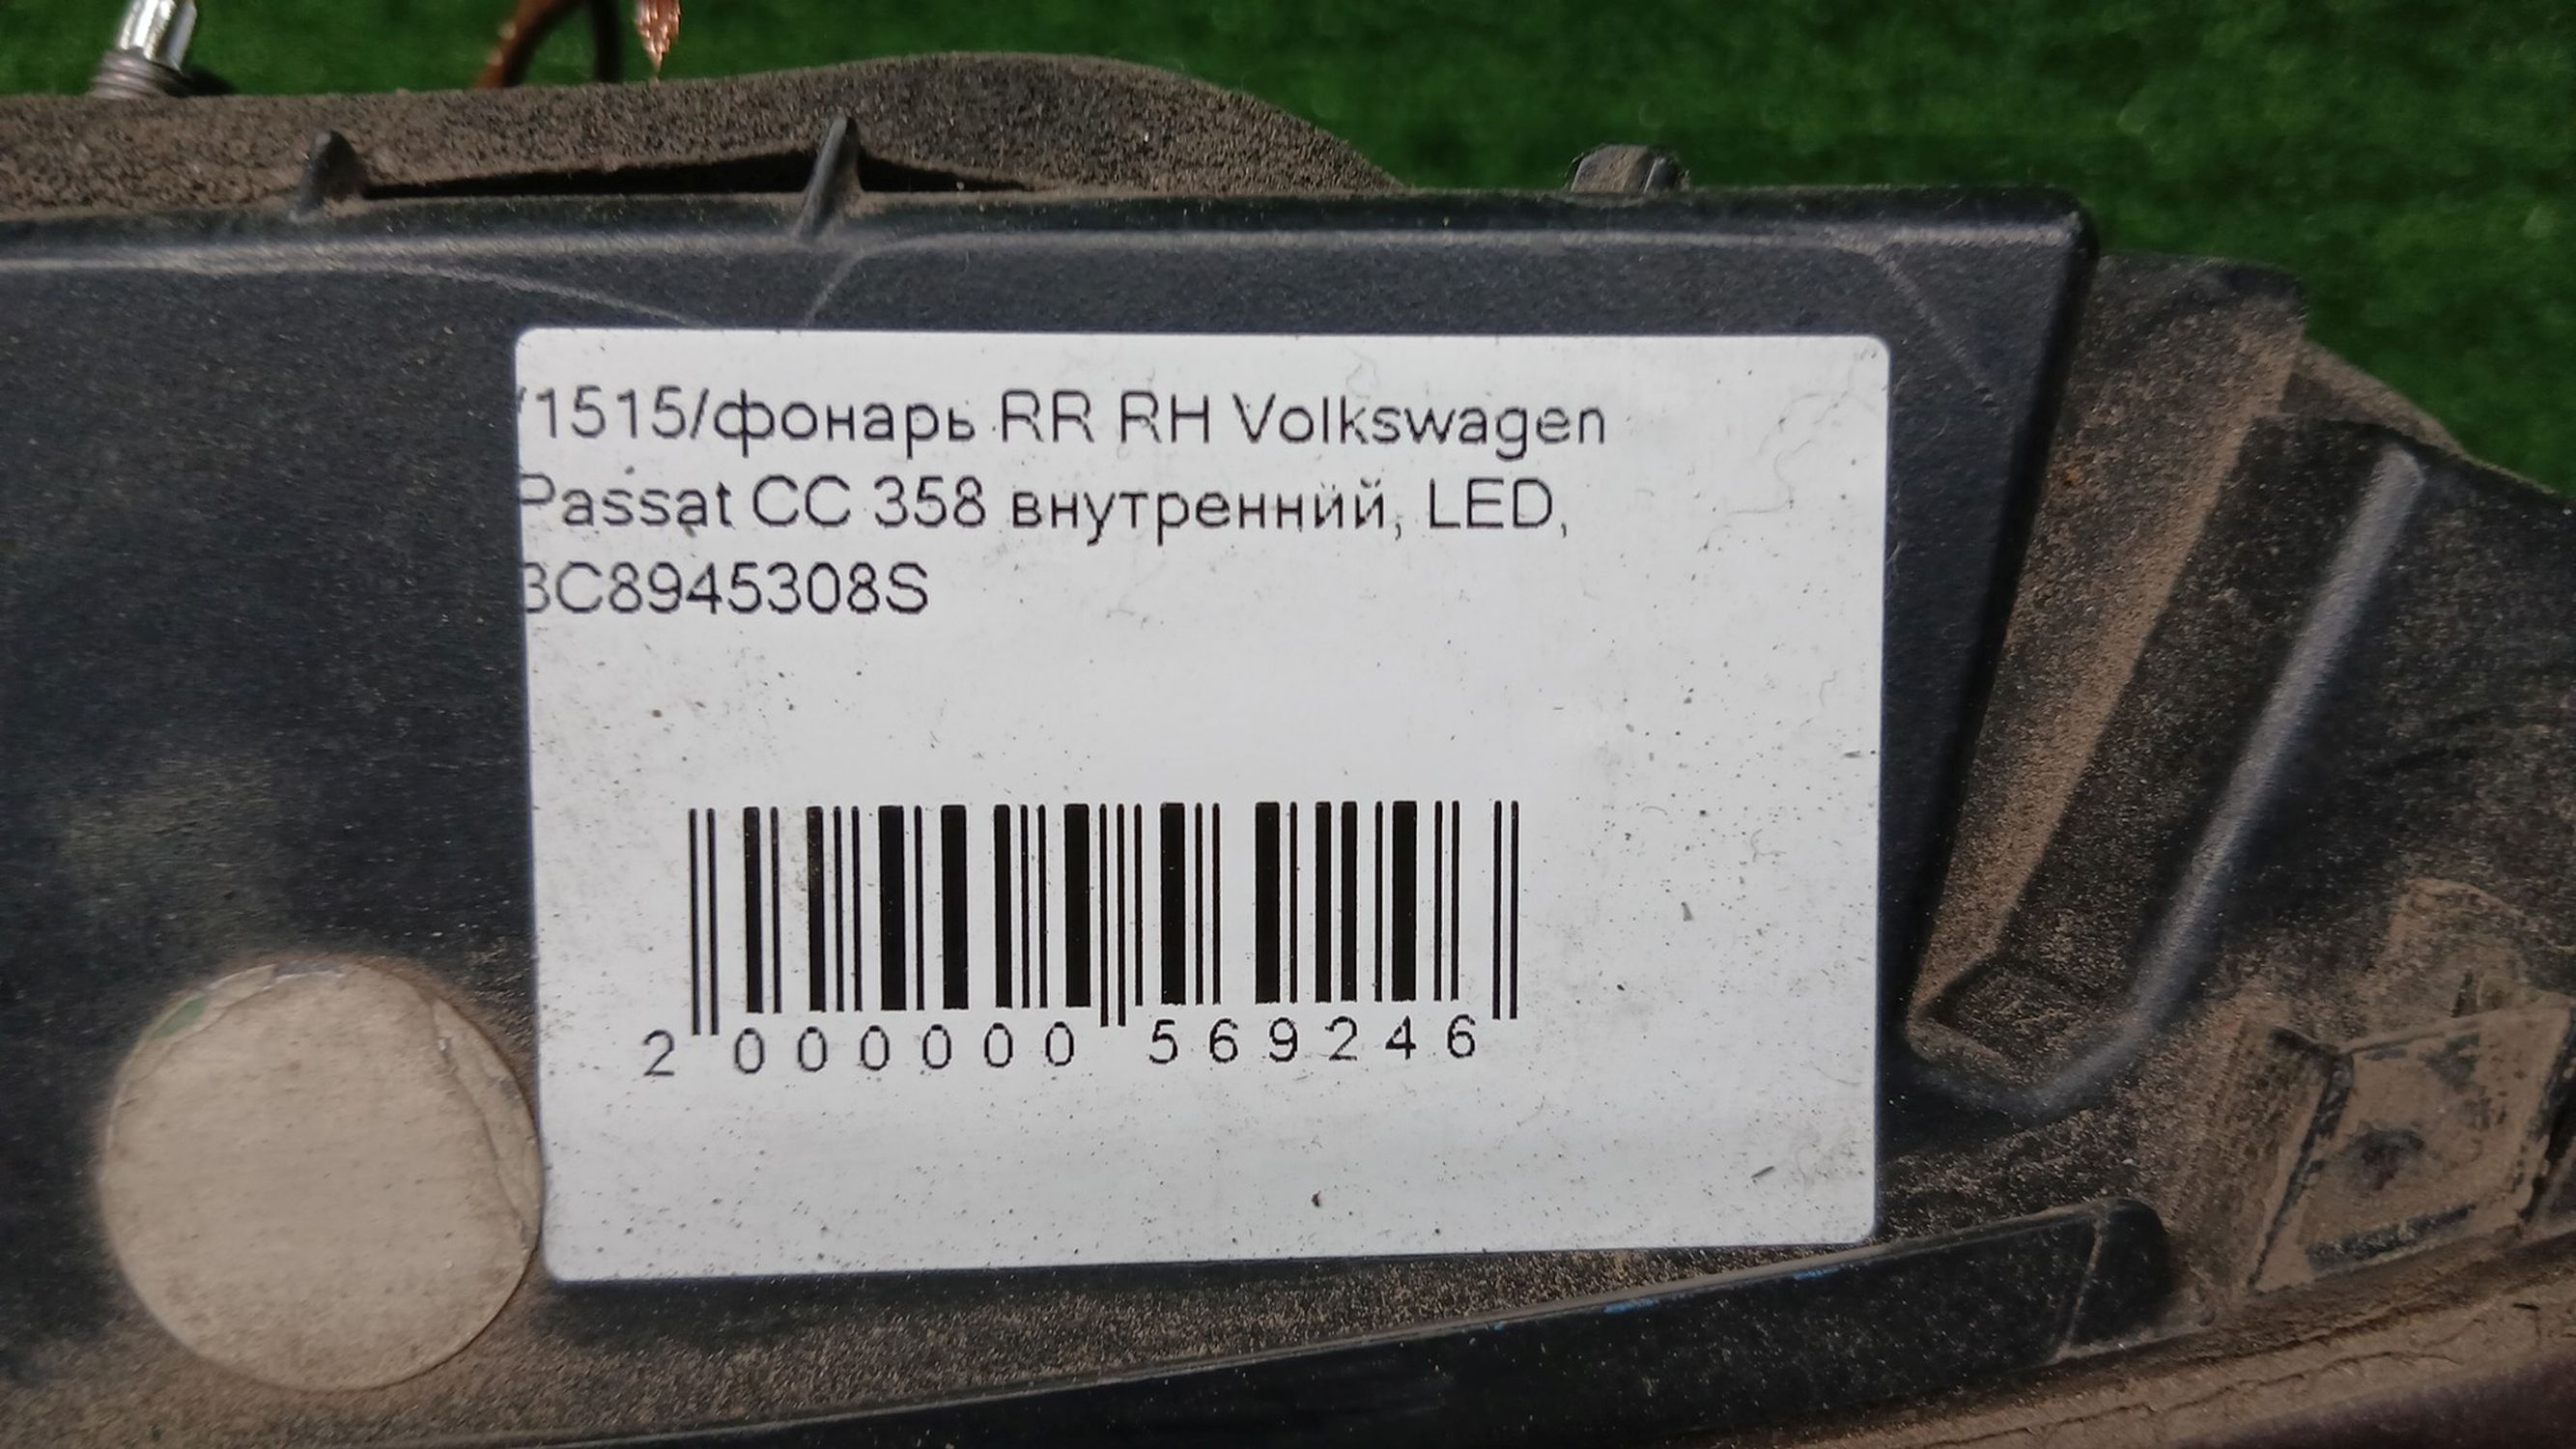 /1515/фонарь RR RH Volkswagen
Passat CC 358 внутренний, LED,
3C8945308S
2 000000 569246